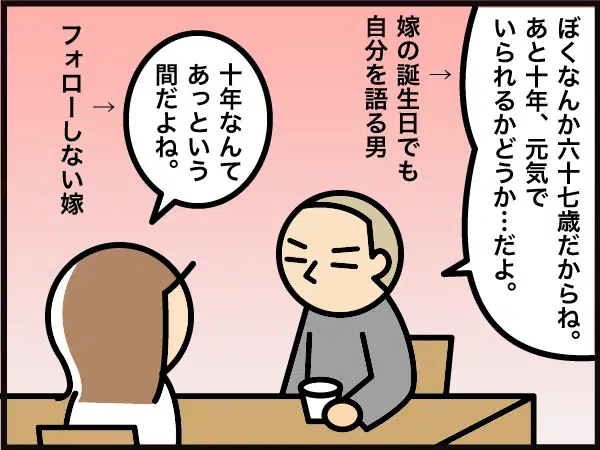 ぼくなんか六十七歳だからね。
あと十年、元気で
いられるかどうか…だよ。
嫁の誕生日でも
自分を語る男
→
十年なんて
あっという
間だよね。
フォローしない嫁
→